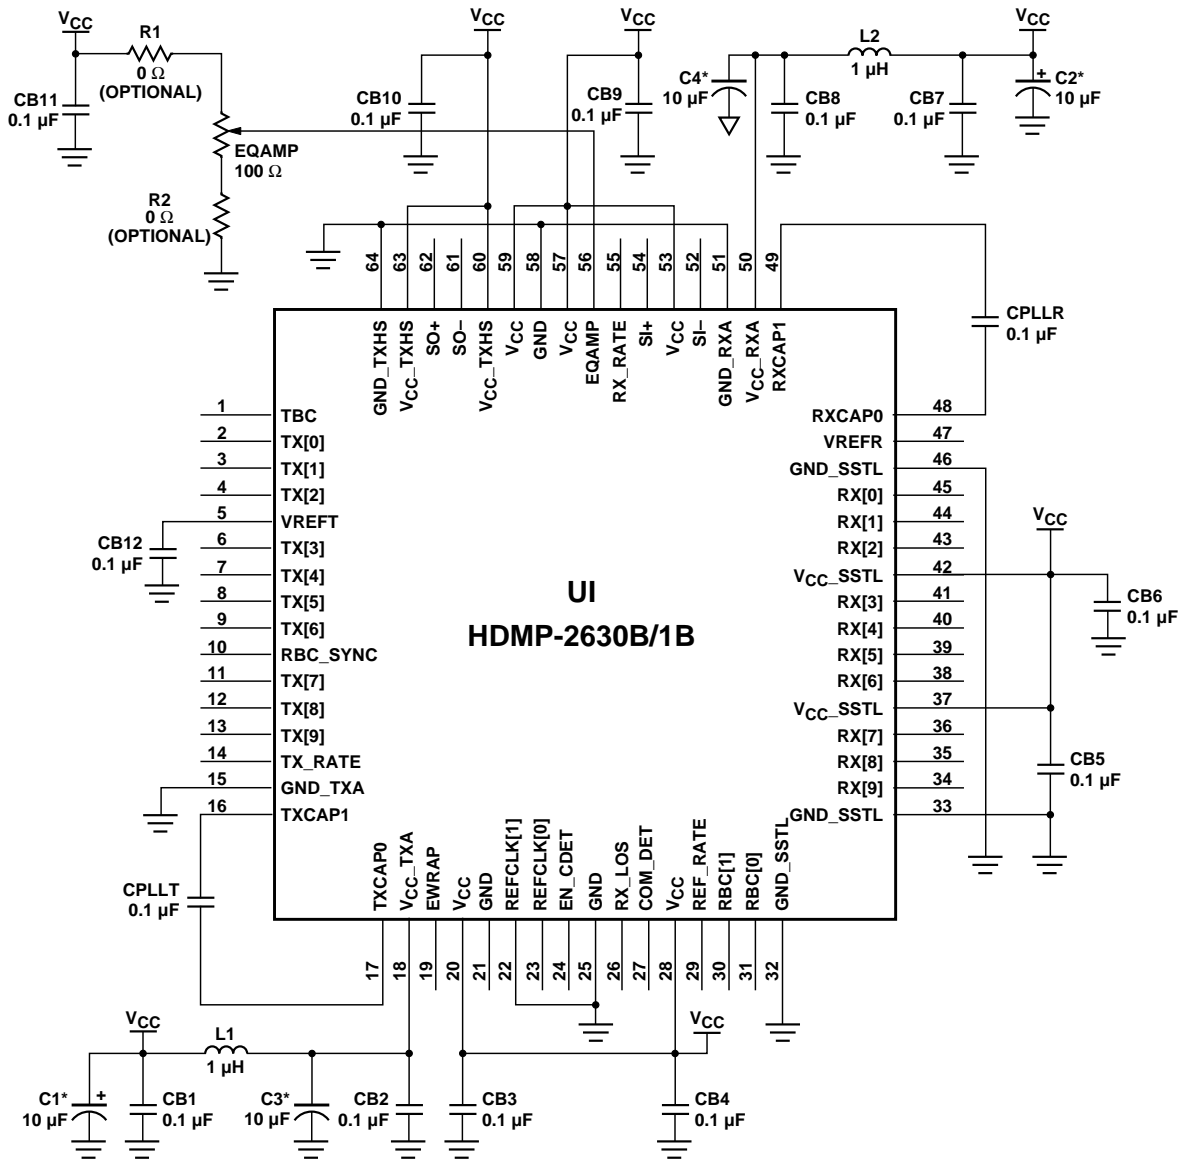 VCC
R1
0 Ω
(OPTIONAL)
CB11
0.1 µF
EQAMP
100 Ω
R2
0 Ω
(OPTIONAL)
VCC
CB10
0.1 µF
VCC
CB9
0.1 µF
C4*
10 µF
CB8
0.1 µF
L2
1 µH
CB7
0.1 µF
VCC
+
C2*
10 µF
64
63
62
61
60
59
58
57
56
55
54
53
52
51
50
49
GND_TXHS
VCC_TXHS
SO+
SO–
VCC_TXHS
VCC
GND
VCC
EQAMP
RX_RATE
SI+
VCC
SI–
GND_RXA
VCC_RXA
RXCAP1
CPLLR
0.1 µF
1 TBC
2 TX[0]
3 TX[1]
4 TX[2]
5 VREFT
6 TX[3]
7 TX[4]
8 TX[5]
9 TX[6]
10 RBC_SYNC
11 TX[7]
12 TX[8]
13 TX[9]
14 TX_RATE
15 GND_TXA
16 TXCAP1
CB12
0.1 µF
UI
HDMP-2630B/1B
RXCAP0 48
VREFR 47
GND_SSTL 46
RX[0] 45
RX[1] 44
RX[2] 43
VCC_SSTL 42
RX[3] 41
RX[4] 40
RX[5] 39
RX[6] 38
VCC_SSTL 37
RX[7] 36
RX[8] 35
RX[9] 34
GND_SSTL 33
VCC
CB6
0.1 µF
CB5
0.1 µF
CPLLT
0.1 µF
TXCAP0
VCC_TXA
EWRAP
VCC
GND
REFCLK[1]
REFCLK[0]
EN_CDET
GND
RX_LOS
COM_DET
VCC
REF_RATE
RBC[1]
RBC[0]
GND_SSTL
17
18
19
20
21
22
23
24
25
26
27
28
29
30
31
32
VCC
L1
1 µH
C1*
10 µF
+
CB1
0.1 µF
C3*
10 µF
CB2
0.1 µF
CB3
0.1 µF
VCC
CB4
0.1 µF